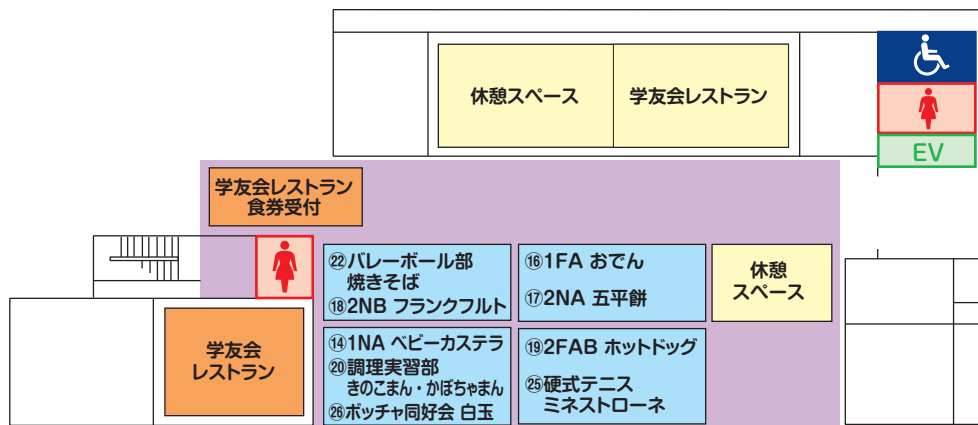 休憩スペース
学友会レストラン
EV
学友会レストラン
食券受付
㉒バレーボール部
焼きそば
⑱2NB フランクフルト
⑯1FA おでん
⑰2NA 五平餅
休憩
スペース
学友会
レストラン
⑭1NA ベビーカステラ
⑳調理実習部
きのこまん・かぼちゃまん
㉖ボッチャ同好会 白玉
⑲2FAB ホットドッグ
㉕硬式テニス
ミネストローネ